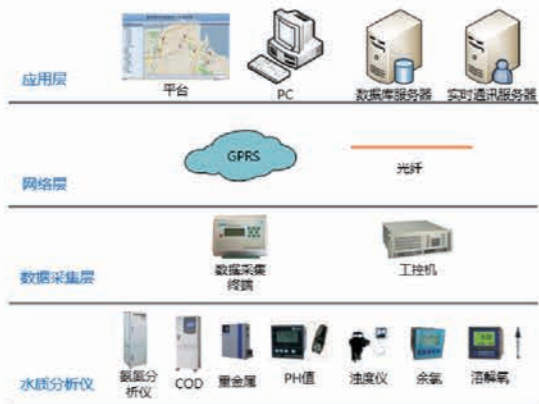 应用层
平台
PC
数据库服务器
实时通讯服务器
网络层
GPRS
光纤
数据采集层
数据采集
终端
工控机
水质分析仪
氨氮分
析仪
COD
重金属
PH值
浊度仪
余氯
溶解氧